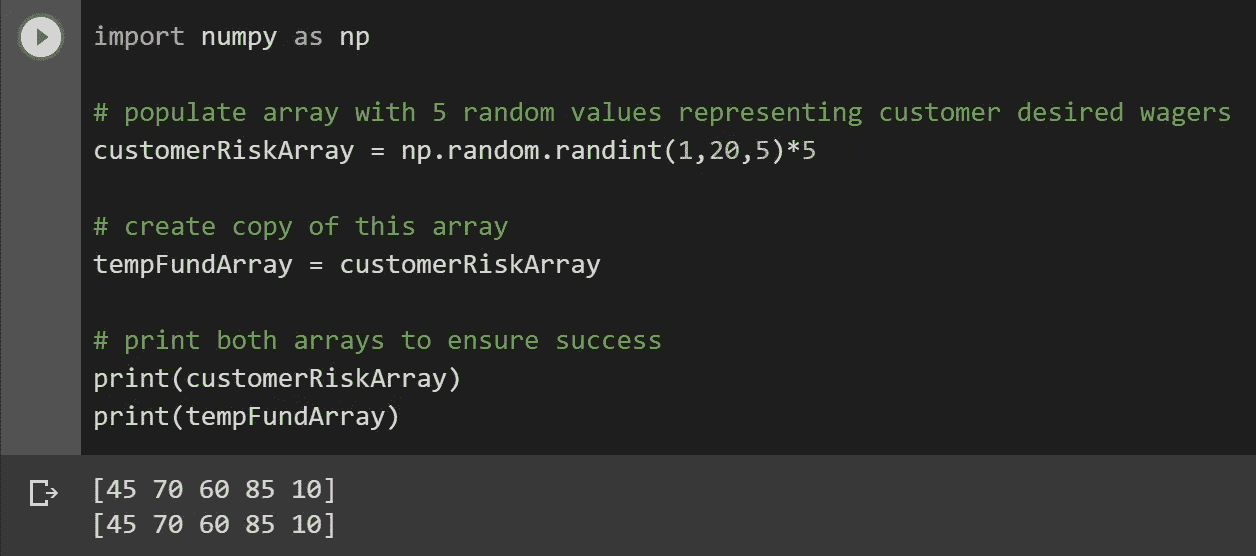 import numpy as np
# populate array with 5 random values representing customer desired wagers
customerRiskArray = np.random.randint(1,20,5)*5
# create copy of this array
tempFundArray = customerRiskArray
# print both arrays to ensure success
print(customerRiskArray)
print(tempFundArray)
[45 70 60 85 10]
[45 70 60 85 10]